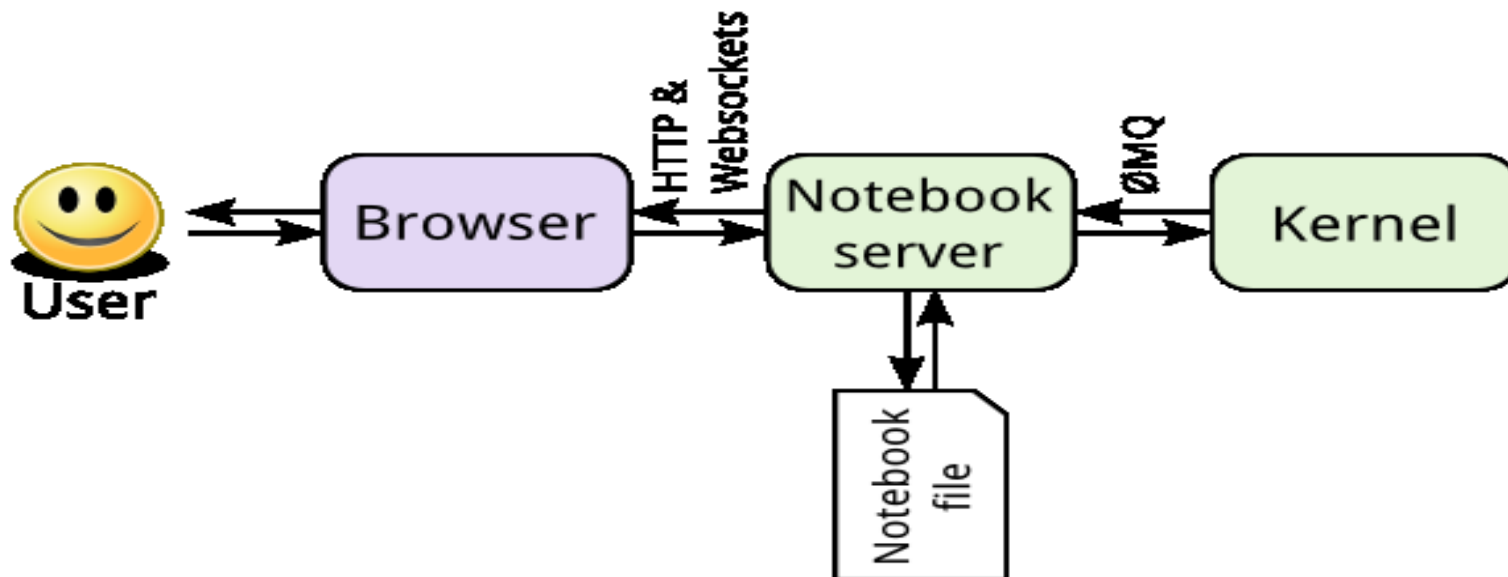 User
Browser
HTTP &
Websockets
Notebook
server
ØMQ
Kernel
Notebook
file